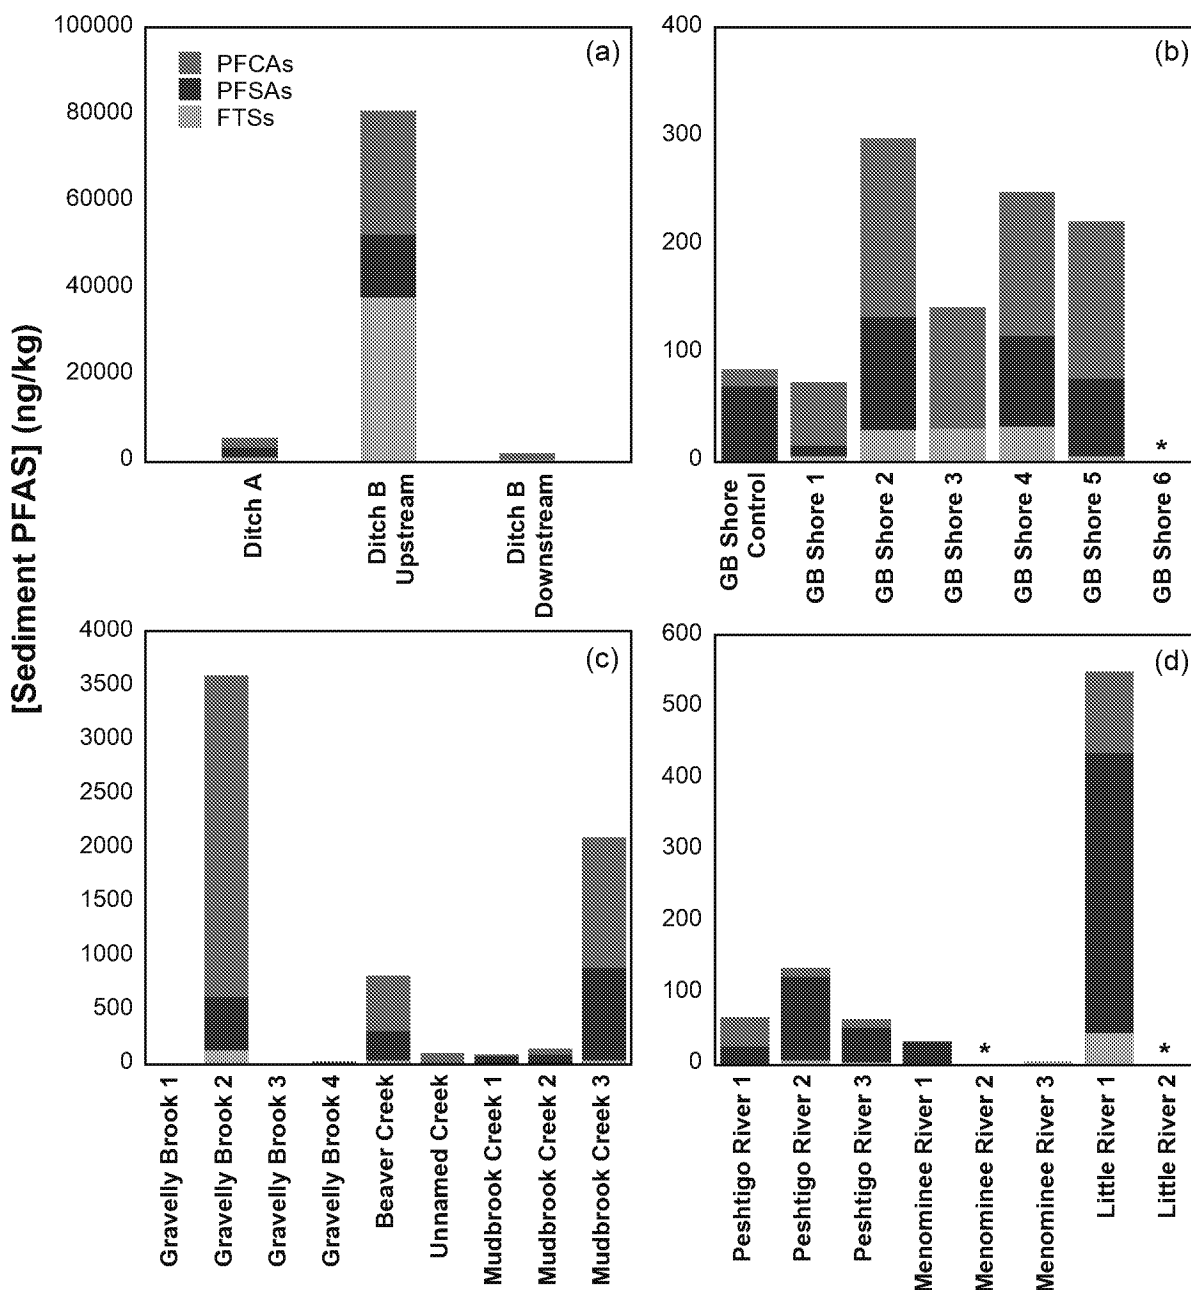 [Sediment PFAS] (ng/kg)
(a)
PFCAs
PFSAs
FTSs
100000
80000
60000
40000
20000
0
Ditch A
Ditch B
Upstream
Ditch B
Downstream
(b)
400
300
200
100
0
*
GB Shore
Control
GB Shore 1
GB Shore 2
GB Shore 3
GB Shore 4
GB Shore 5
GB Shore 6
(c)
4000
3500
3000
2500
2000
1500
1000
500
0
Gravelly Brook 1
Gravelly Brook 2
Gravelly Brook 3
Gravelly Brook 4
Beaver Creek
Unnamed Creek
Mudbrook Creek 1
Mudbrook Creek 2
Mudbrook Creek 3
(d)
600
500
400
300
200
100
0
*
*
Peshtigo River 1
Peshtigo River 2
Peshtigo River 3
Menominee River 1
Menominee River 2
Menominee River 3
Little River 1
Little River 2